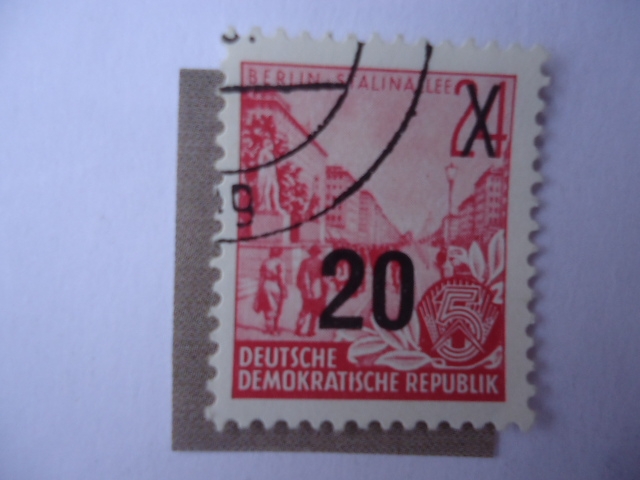 BERLIN·STALINALLEE
24
X
20
5
DEUTSCHE
DEMOKRATISCHE REPUBLIK